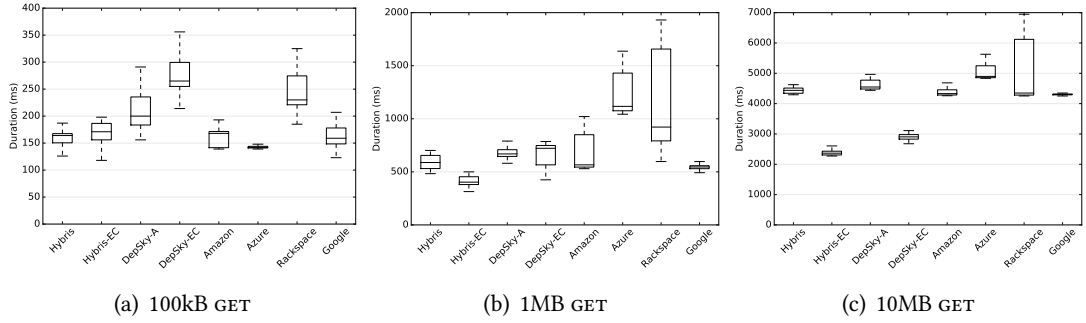 400
350
300
250
200
150
100
50
0
Duration (ms)
Hybris
Hybris-EC
DepSky-A
DepSky-EC
Amazon
Azure
Rackspace
Google
(a) 100kB GET
2000
1500
1000
500
0
Duration (ms)
Hybris
Hybris-EC
DepSky-A
DepSky-EC
Amazon
Azure
Rackspace
Google
(b) 1MB GET
7000
6000
5000
4000
3000
2000
1000
0
Duration (ms)
Hybris
Hybris-EC
DepSky-A
DepSky-EC
Amazon
Azure
Rackspace
Google
(c) 10MB GET